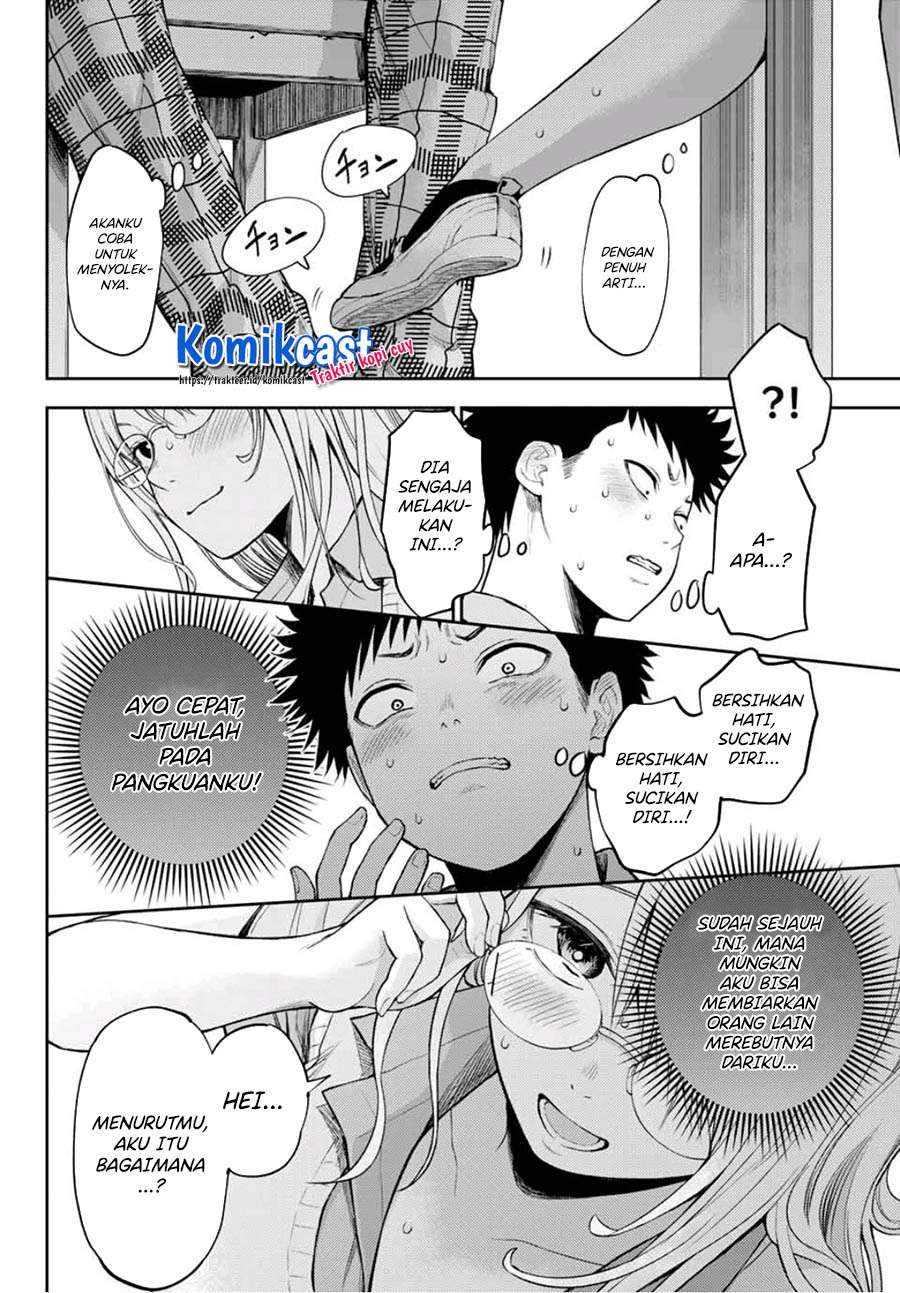 DENGAN
PENUH
ARTI...
チョン
チョン
AKANKU
COBA
UNTUK
MENYOLEK-
NYA.
Komikcast
https://trakteer.id/komikcast
Traktir kopi cuy
?!
A-
APA...?
DIA
SENGAJA
MELAKU-
KAN
INI...?
BERSIHKAN
HATI,
SUCIKAN
DIRI...
BERSIHKAN
HATI,
SUCIKAN
DIRI...!
AYO CEPAT,
JATUHLAH
PADA
PANGKUANKU!
SUDAH SEJAUH
INI, MANA
MUNGKIN
AKU BISA
MEMBIARKAN
ORANG LAIN
MEREBUTNYA
DARIKU...
HEI...
MENURUTMU,
AKU ITU
BAGAIMANA
...?